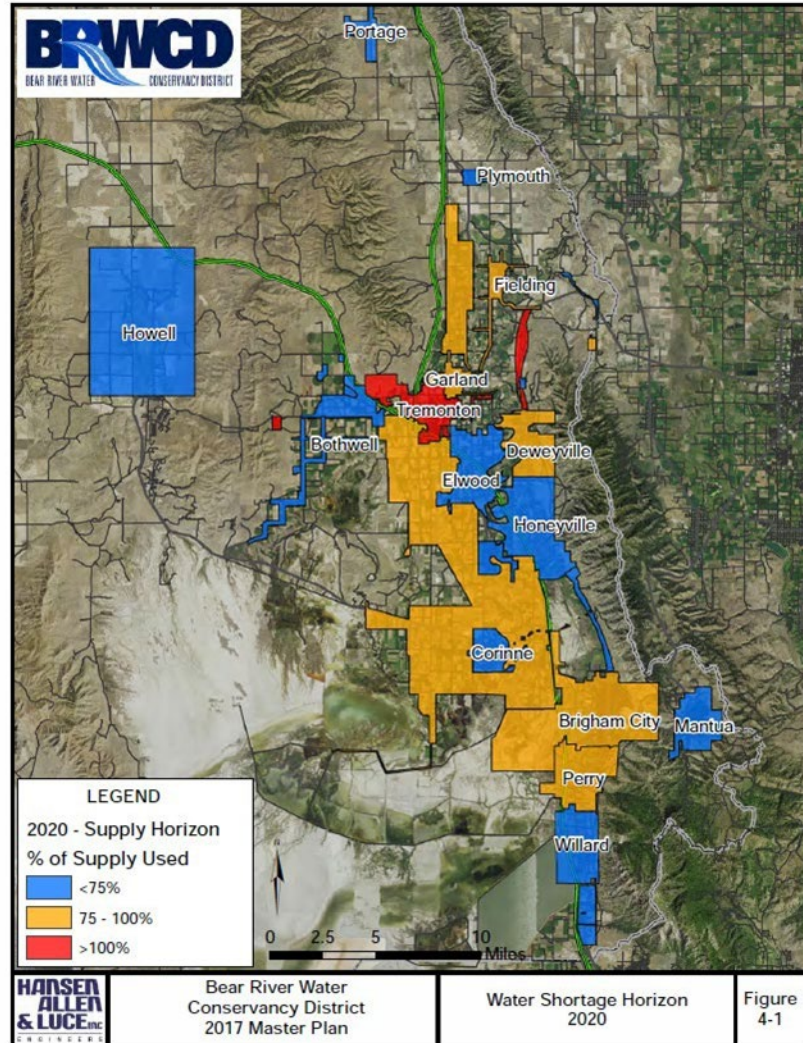 BRWCD
BEAR RIVER WATER CONSERVANCY DISTRICT
Portage
Plymouth
Fielding
Howell
Garland
Tremonton
Bothwell
Deweyville
Elwood
Honeyville
Corinne
Brigham City
Mantua
Perry
Willard
LEGEND
2020 - Supply Horizon
% of Supply Used
<75%
75 - 100%
>100%
0 2.5 5 10
Miles
HANSEN
ALLEN
& LUCE INC
ENGINEERS
Bear River Water
Conservancy District
2017 Master Plan
Water Shortage Horizon
2020
Figure
4-1